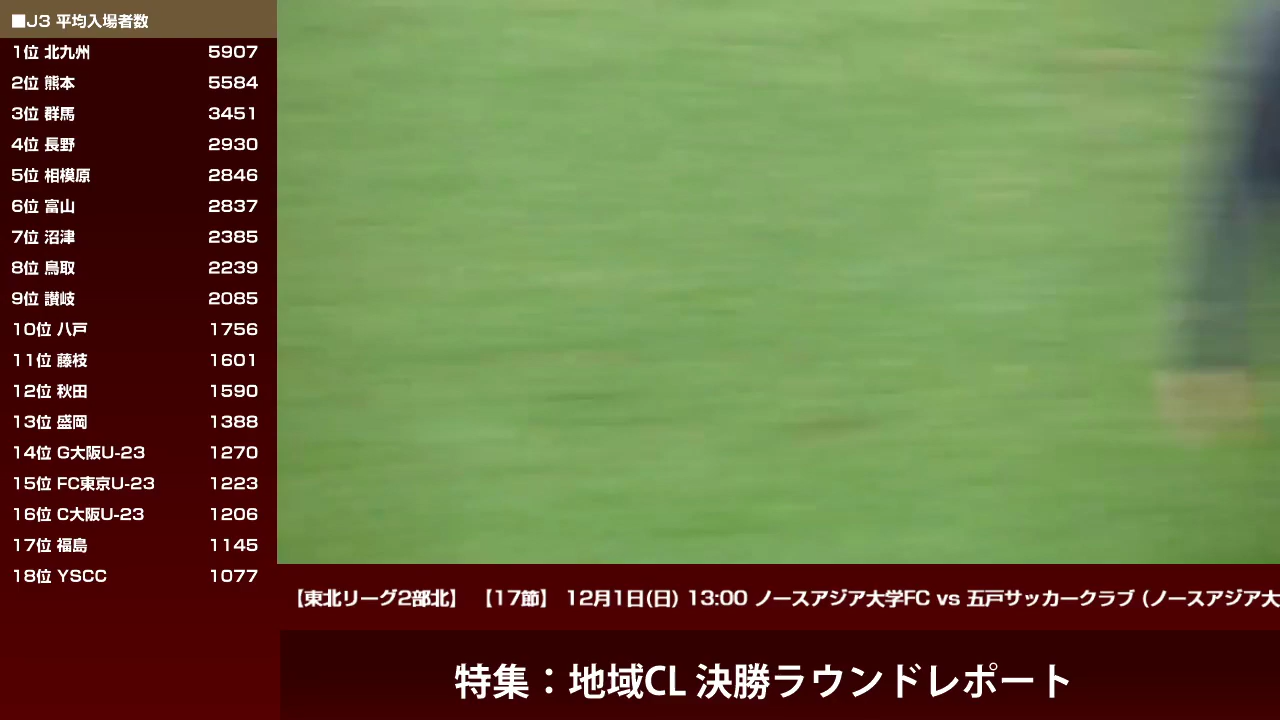 ■J3 平均入場者数
1位 北九州 5907
2位 熊本 5584
3位 群馬 3451
4位 長野 2930
5位 相模原 2846
6位 富山 2837
7位 沼津 2385
8位 鳥取 2239
9位 讃岐 2085
10位 八戸 1756
11位 藤枝 1601
12位 秋田 1590
13位 盛岡 1388
14位 G大阪U-23 1270
15位 FC東京U-23 1223
16位 C大阪U-23 1206
17位 福島 1145
18位 YSCC 1077
【東北リーグ2部北】 【17節】 12月1日(日) 13:00 ノースアジア大学FC vs 五戸サッカークラブ (ノースアジア大
特集：地域CL 決勝ラウンドレポート